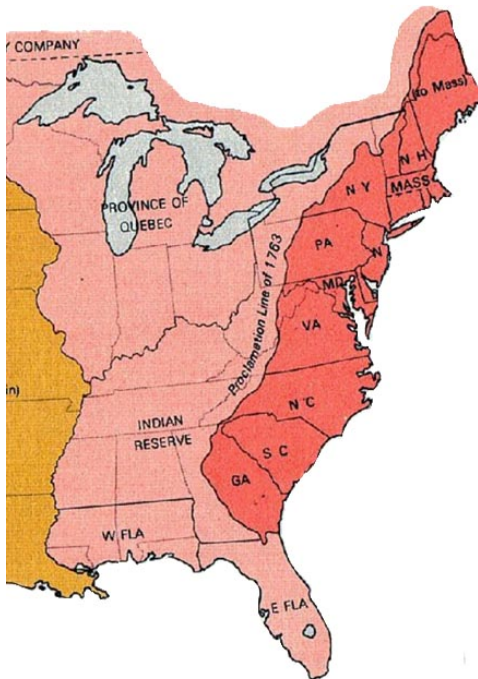 Y COMPANY
(to Mass)
N H
N Y
MASS
PROVINCE OF
QUEBEC
PA
N
MD
Proclamation Line of 1763
VA
in)
N C
INDIAN
RESERVE
S C
GA
W FLA
E FLA